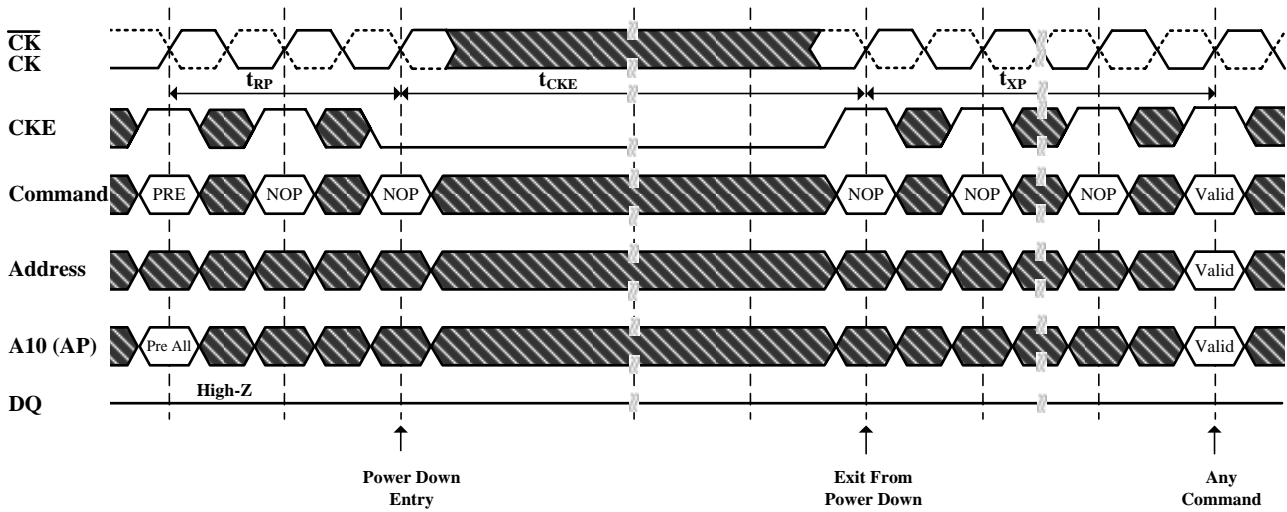 CK
CK
tRP
tCKE
tXP
CKE
Command PRE NOP NOP NOP NOP NOP Valid
Address Valid
A10 (AP) Pre All Valid
High-Z
DQ
Power Down
Entry
Exit From
Power Down
Any
Command